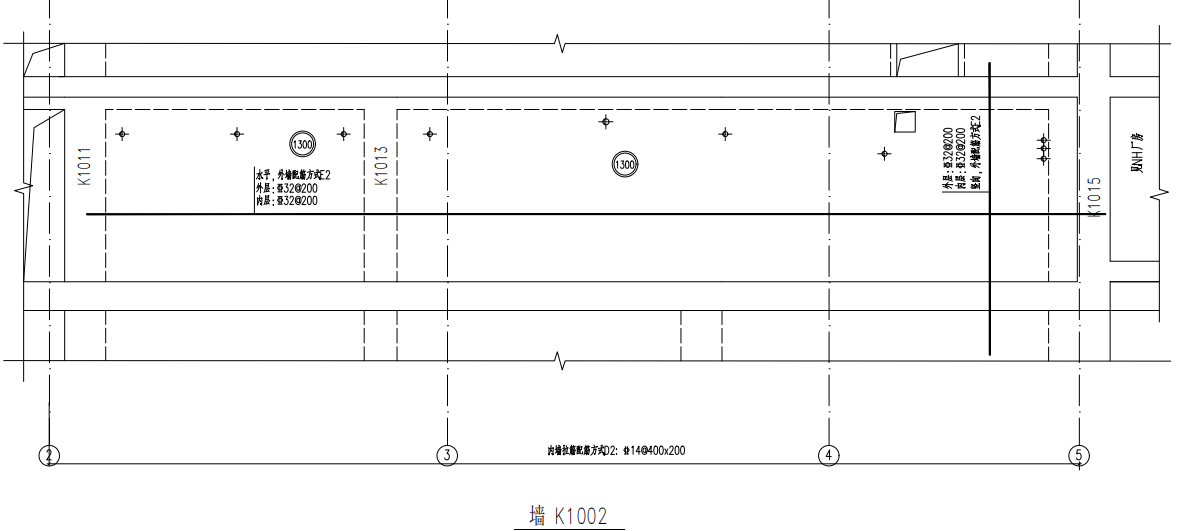 K1011
K1013
K1015
1300
1300
水平，外墙配筋方式E2
外层：⌀32@200
内层：⌀32@200
外层：⌀32@200
内层：⌀32@200
竖向，外墙配筋方式E2
见NH厂房
内墙拉筋配筋方式D2: ⌀14@400x200
2
3
4
5
墙 K1002